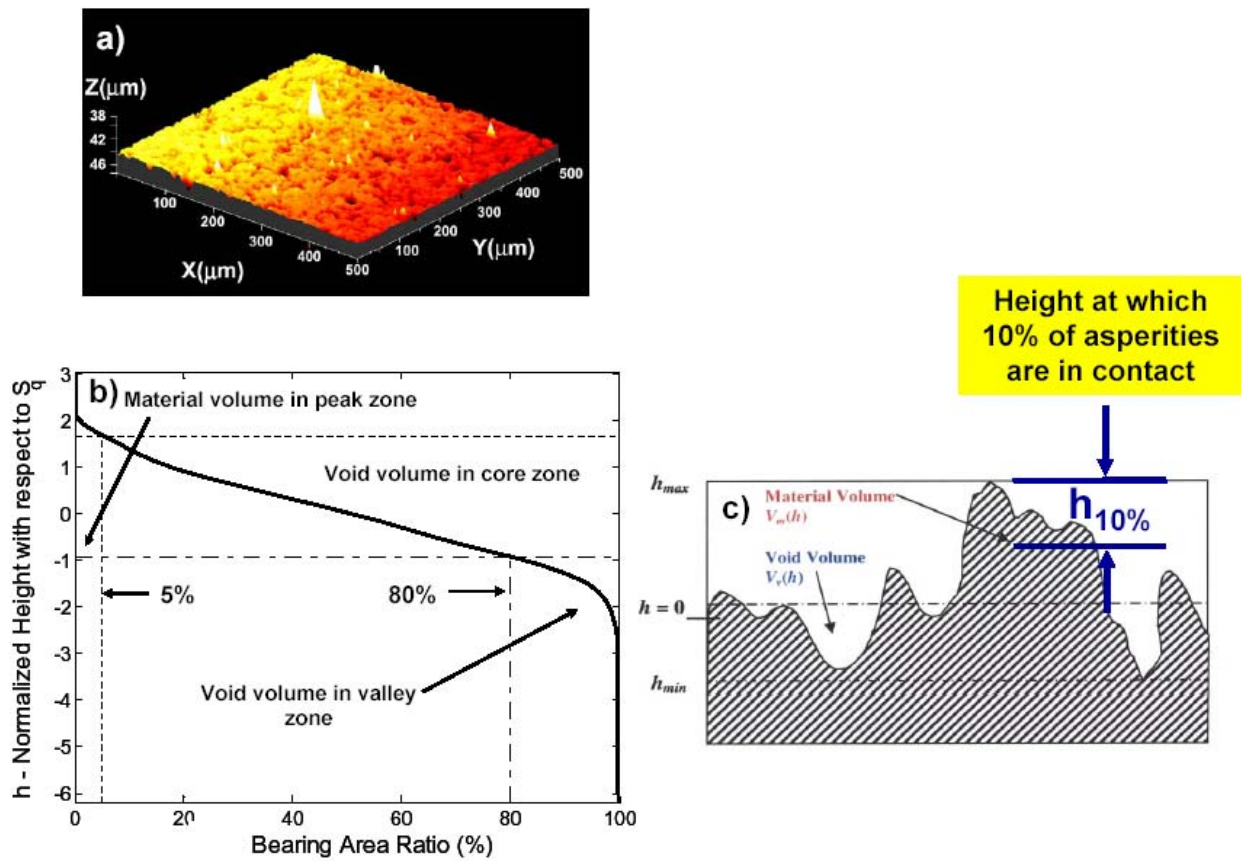 a)
Z(μm)
38
42
46
100
200
300
400
500
X(μm)
100
200
300
400
500
Y(μm)
b)
h - Normalized Height with respect to Sq
3
2
1
0
-1
-2
-3
-4
-5
-6
Material volume in peak zone
Void volume in core zone
5%
80%
Void volume in valley
zone
0
20
40
60
80
100
Bearing Area Ratio (%)
Height at which
10% of asperities
are in contact
hmax
c)
Material Volume
Vm(h)
h10%
Void Volume
Vv(h)
h = 0
hmin